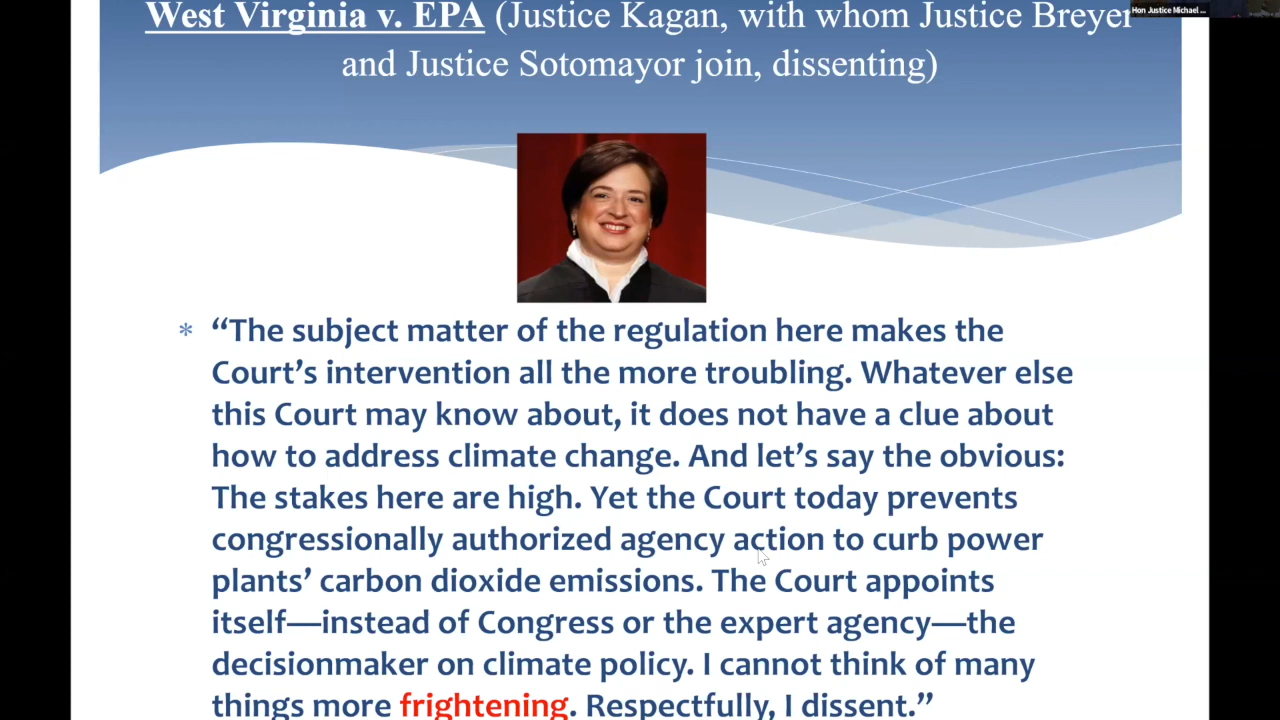 West Virginia v. EPA (Justice Kagan, with whom Justice Breyer
and Justice Sotomayor join, dissenting)
Hon Justice Michael ...
* “The subject matter of the regulation here makes the
Court’s intervention all the more troubling. Whatever else
this Court may know about, it does not have a clue about
how to address climate change. And let’s say the obvious:
The stakes here are high. Yet the Court today prevents
congressionally authorized agency action to curb power
plants’ carbon dioxide emissions. The Court appoints
itself—instead of Congress or the expert agency—the
decisionmaker on climate policy. I cannot think of many
things more frightening. Respectfully, I dissent.”